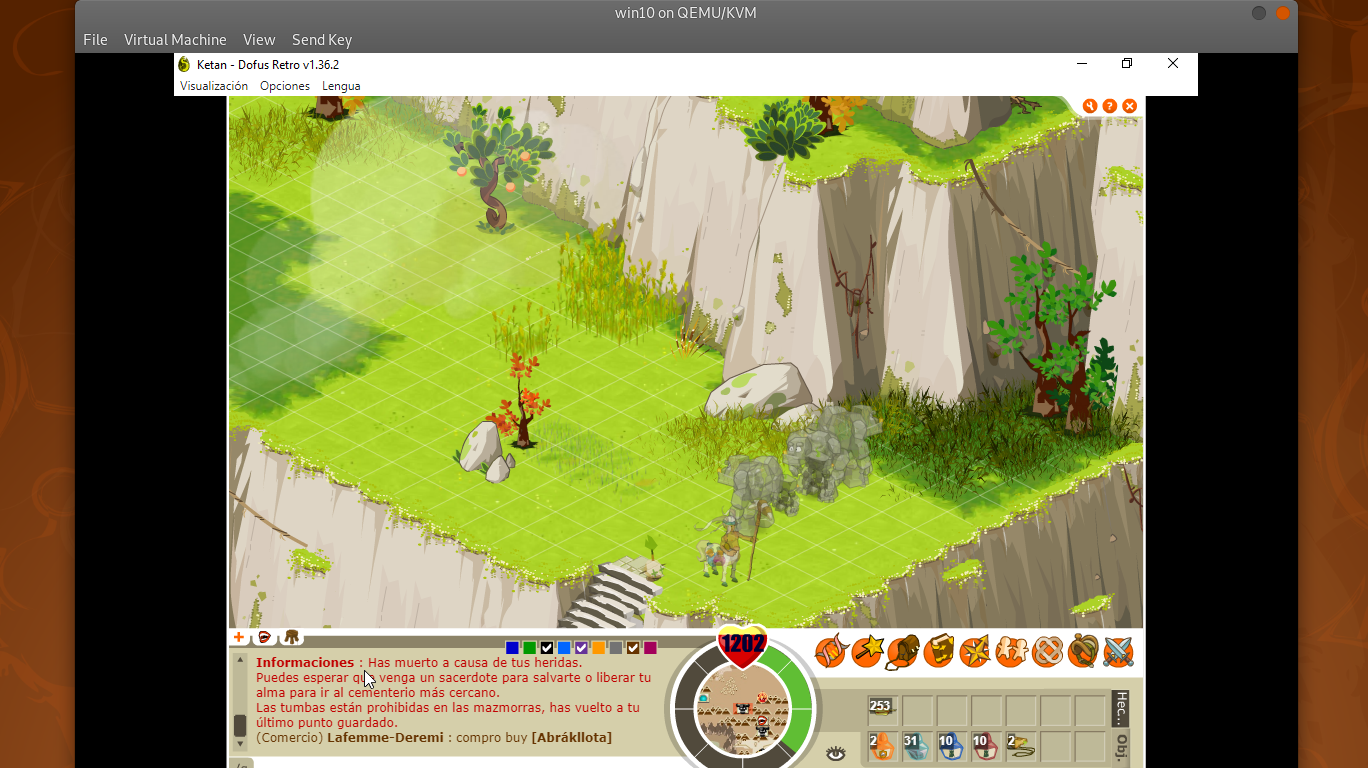 win10 on QEMU/KVM
File Virtual Machine View Send Key
Ketan - Dofus Retro v1.36.2
Visualización Opciones Lengua
1202
Informaciones : Has muerto a causa de tus heridas.
Puedes esperar que venga un sacerdote para salvarte o liberar tu
alma para ir al cementerio más cercano.
Las tumbas están prohibidas en las mazmorras, has vuelto a tu
último punto guardado.
(Comercio) Lafemme-Deremi : compro buy [Abrákllota]
253
Hec...
2 31 10 10 2
Obj.